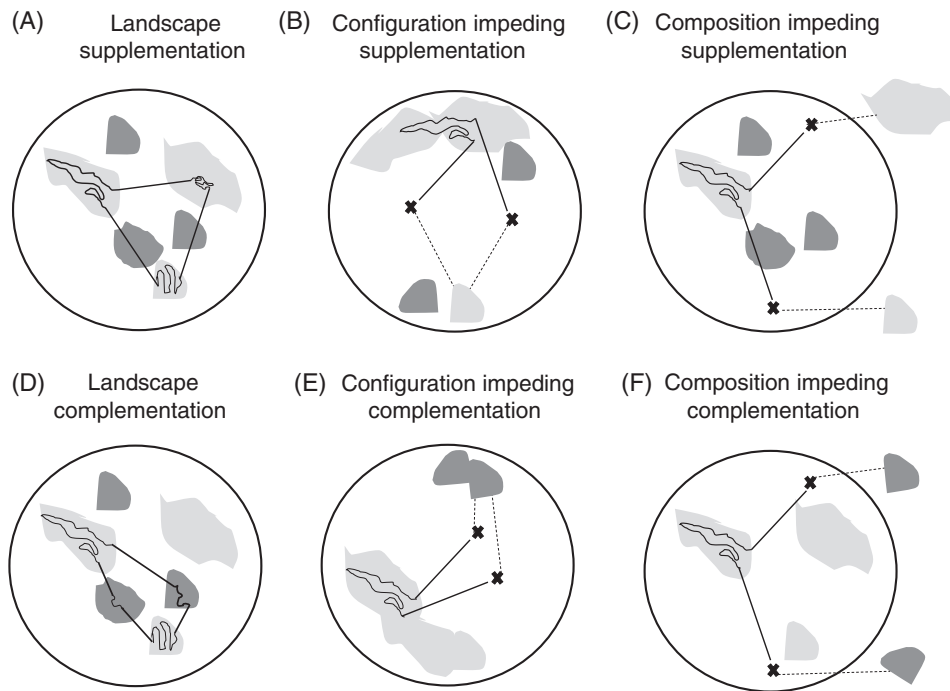 (A) Landscape
supplementation
(B) Configuration impeding
supplementation
(C) Composition impeding
supplementation
(D) Landscape
complementation
(E) Configuration impeding
complementation
(F) Composition impeding
complementation